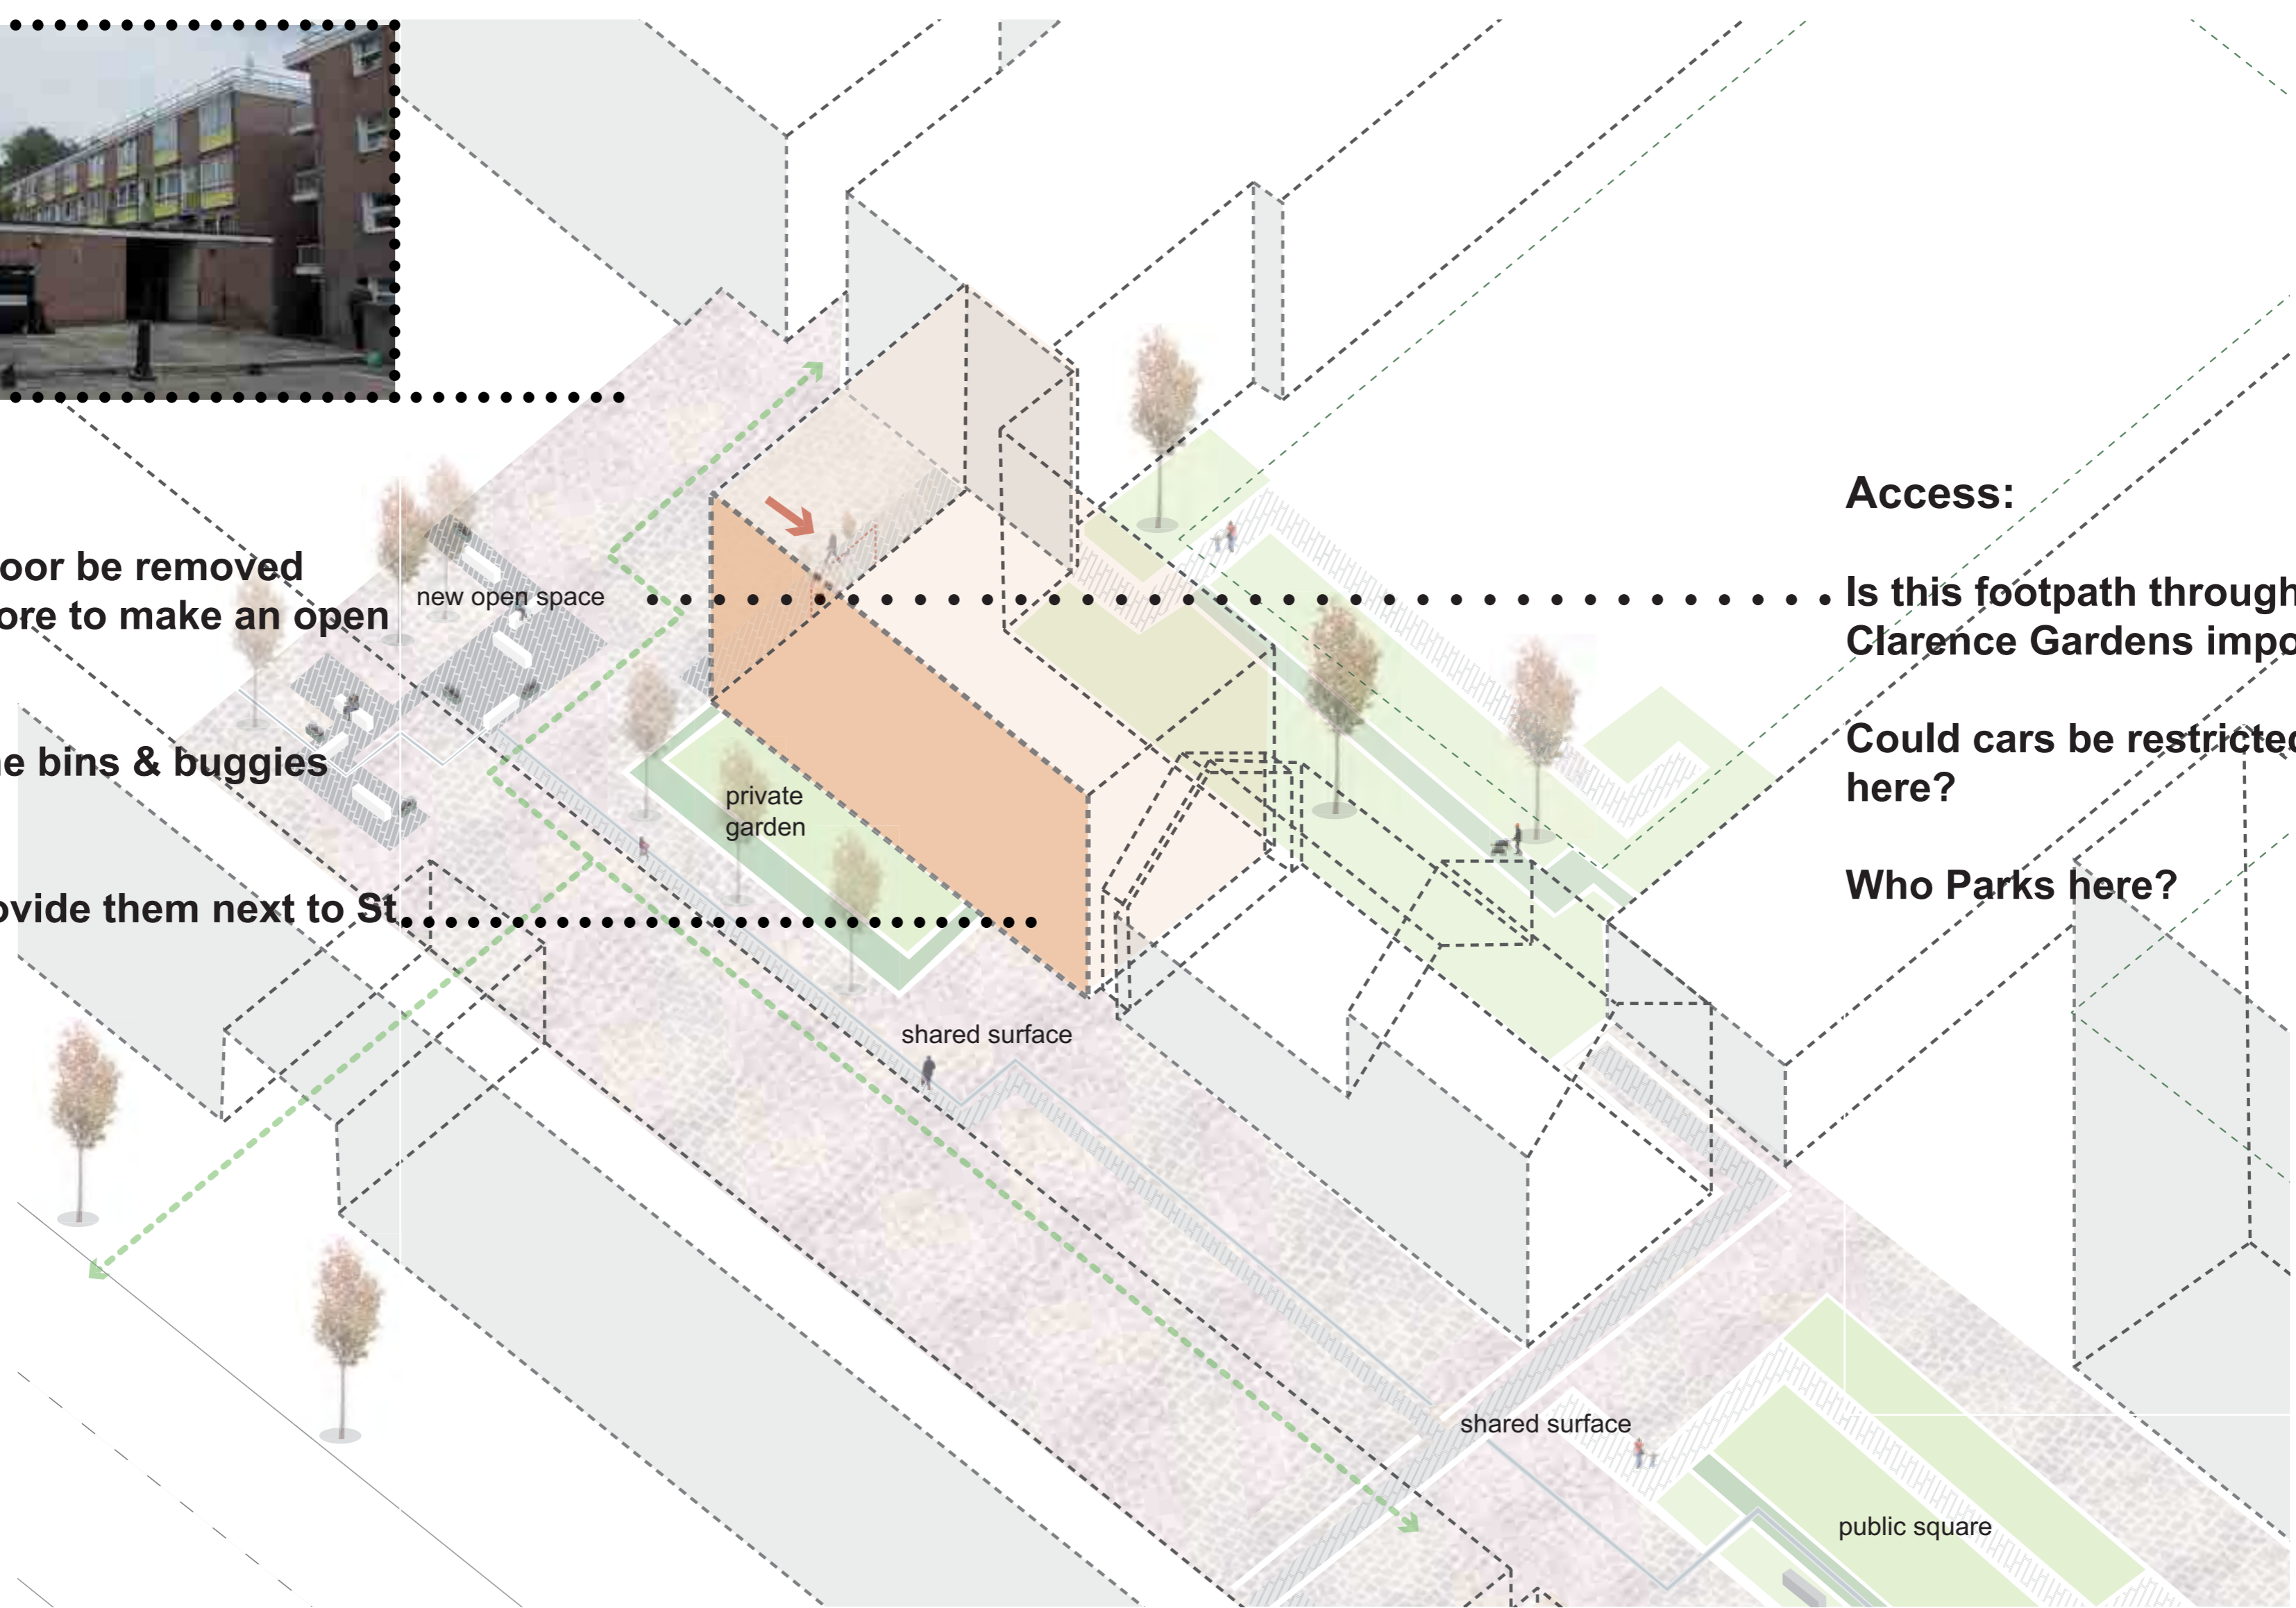 oor be removed
ore to make an open
e bins & buggies
ovide them next to St
new open space
private
garden
shared surface
shared surface
public square
Access:
Is this footpath through
Clarence Gardens impo
Could cars be restricted
here?
Who Parks here?